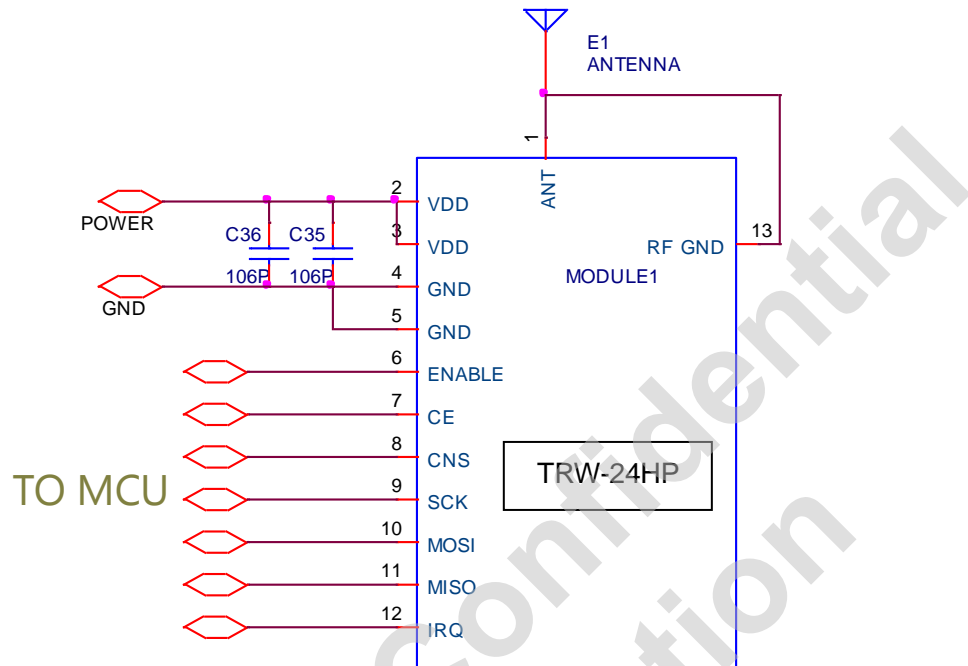 E1
ANTENNA
1
ANT
POWER
2
VDD
C36
C35
3
VDD
RF GND
13
106P
106P
4
GND
MODULE1
GND
5
GND
6
ENABLE
7
CE
8
CNS
TRW-24HP
TO MCU
9
SCK
10
MOSI
11
MISO
12
IRQ
Confidential